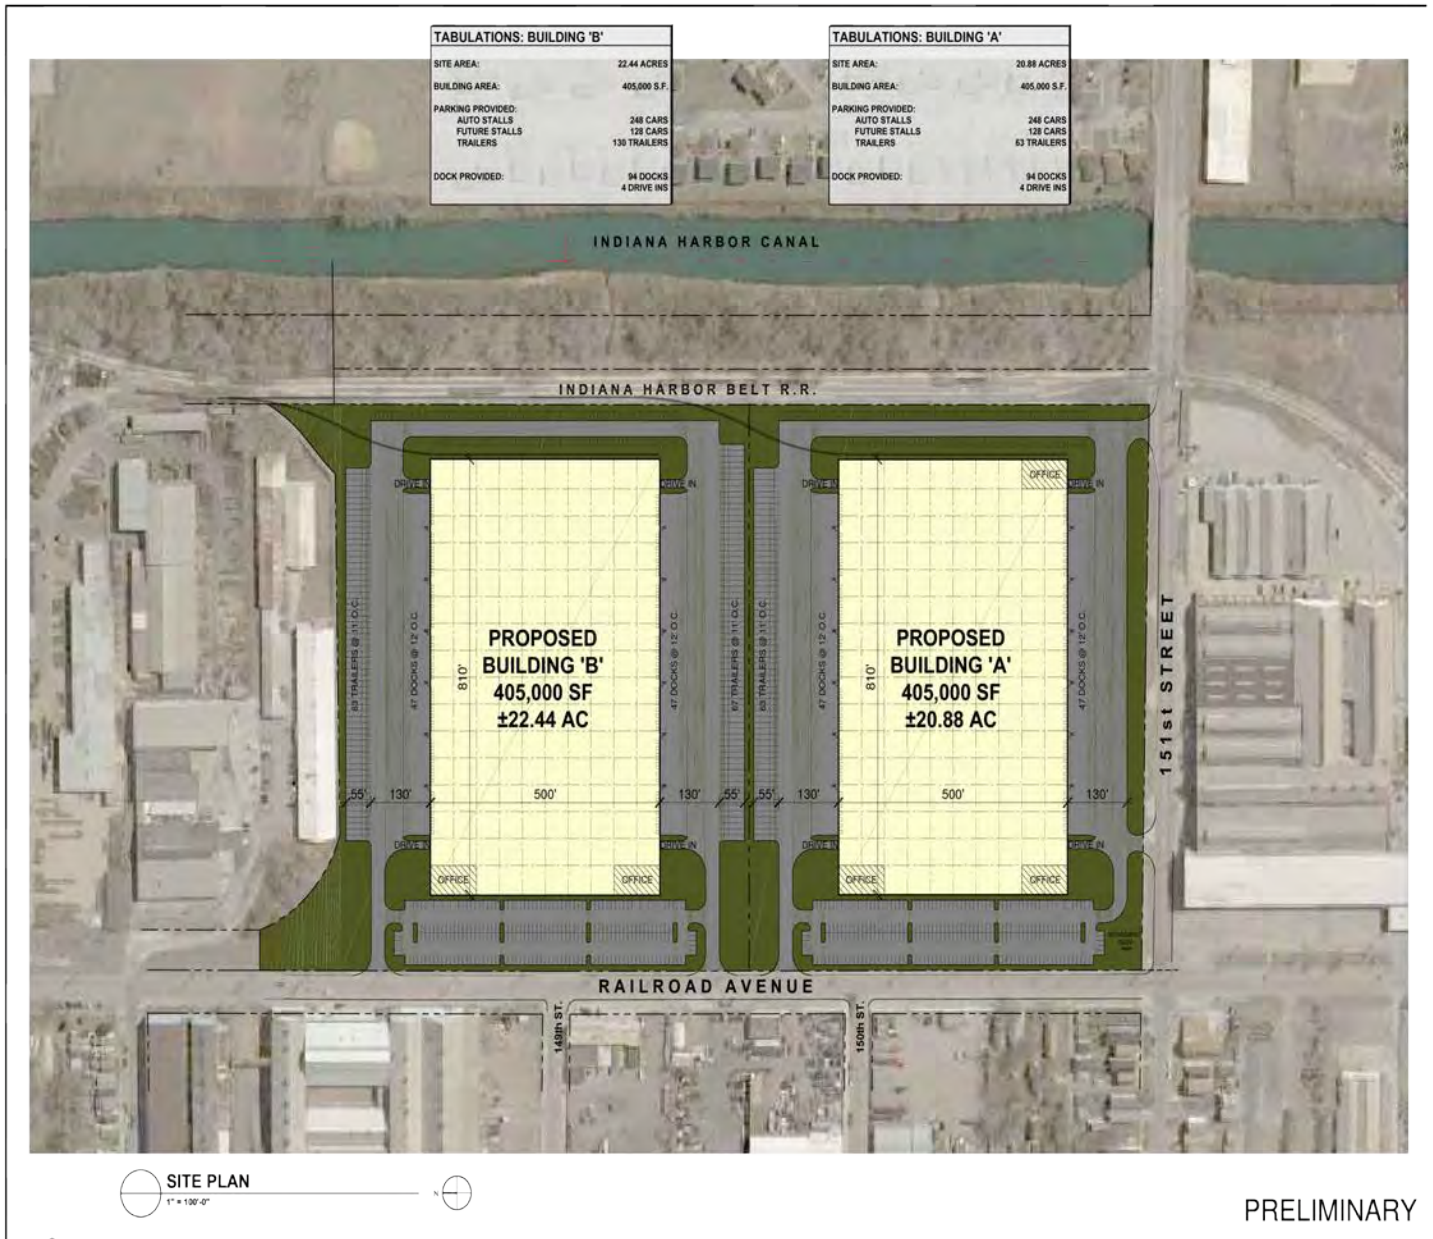 TABULATIONS: BUILDING 'B'
SITE AREA: 22.44 ACRES
BUILDING AREA: 405,000 S.F.
PARKING PROVIDED:
AUTO STALLS 248 CARS
FUTURE STALLS 128 CARS
TRAILERS 130 TRAILERS
DOCK PROVIDED: 94 DOCKS
4 DRIVE INS
TABULATIONS: BUILDING 'A'
SITE AREA: 20.88 ACRES
BUILDING AREA: 405,000 S.F.
PARKING PROVIDED:
AUTO STALLS 248 CARS
FUTURE STALLS 128 CARS
TRAILERS 63 TRAILERS
DOCK PROVIDED: 94 DOCKS
4 DRIVE INS
INDIANA HARBOR CANAL
INDIANA HARBOR BELT R.R.
OFFICE
DRIVE IN
DRIVE IN
DRIVE IN
DRIVE IN
63 TRAILERS @ 11' O.C.
47 DOCKS @ 12' O.C.
810'
PROPOSED
BUILDING 'B'
405,000 SF
±22.44 AC
47 DOCKS @ 12' O.C.
67 TRAILERS @ 11' O.C.
63 TRAILERS @ 11' O.C.
47 DOCKS @ 12' O.C.
810'
PROPOSED
BUILDING 'A'
405,000 SF
±20.88 AC
47 DOCKS @ 12' O.C.
151st STREET
55'
130'
500'
130'
55'
55'
130'
500'
130'
DRIVE IN
DRIVE IN
DRIVE IN
DRIVE IN
OFFICE
OFFICE
OFFICE
OFFICE
RAILROAD AVENUE
149th ST.
150th ST.
SITE PLAN
1" = 100'-0"
N
PRELIMINARY